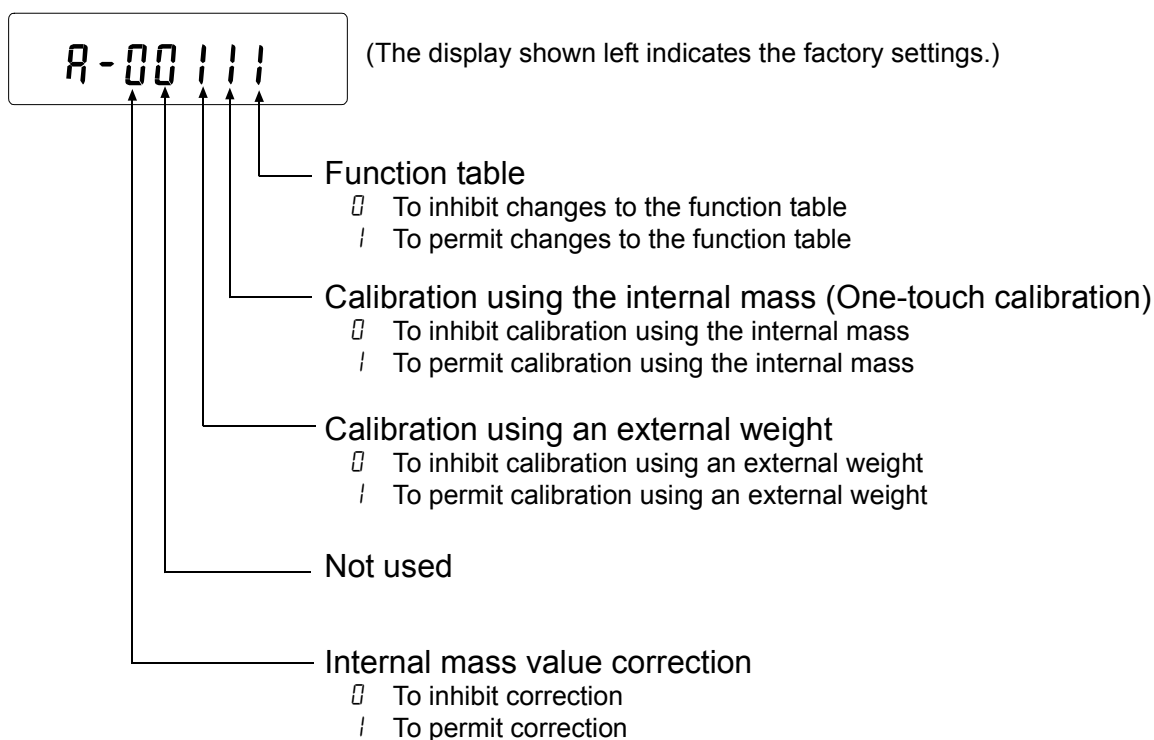 A-00111
(The display shown left indicates the factory settings.)
Function table
0 To inhibit changes to the function table
1 To permit changes to the function table
Calibration using the internal mass (One-touch calibration)
0 To inhibit calibration using the internal mass
1 To permit calibration using the internal mass
Calibration using an external weight
0 To inhibit calibration using an external weight
1 To permit calibration using an external weight
Not used
Internal mass value correction
0 To inhibit correction
1 To permit correction